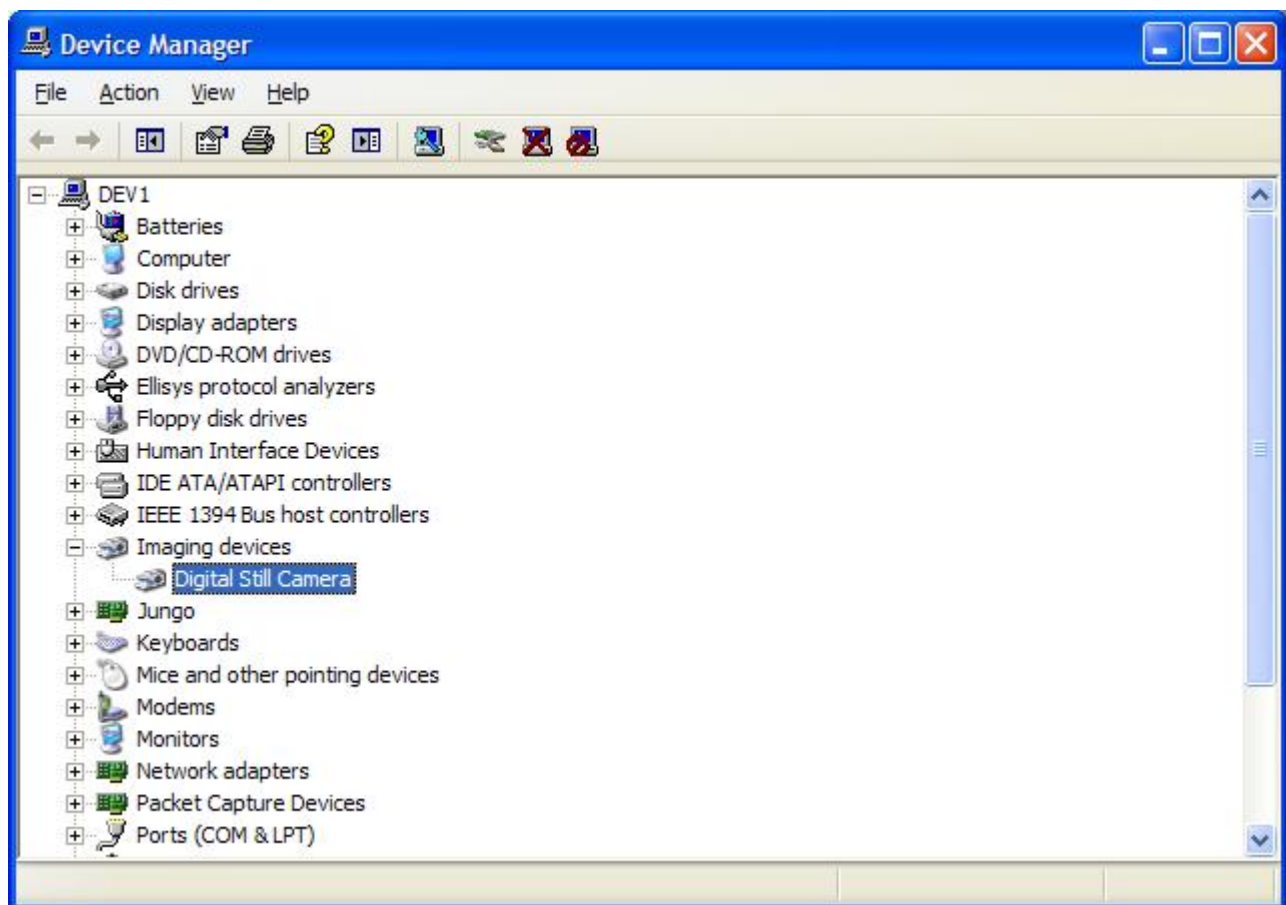 Device Manager
File Action View Help
DEV1
Batteries
Computer
Disk drives
Display adapters
DVD/CD-ROM drives
Ellisys protocol analyzers
Floppy disk drives
Human Interface Devices
IDE ATA/ATAPI controllers
IEEE 1394 Bus host controllers
Imaging devices
Digital Still Camera
Jungo
Keyboards
Mice and other pointing devices
Modems
Monitors
Network adapters
Packet Capture Devices
Ports (COM & LPT)